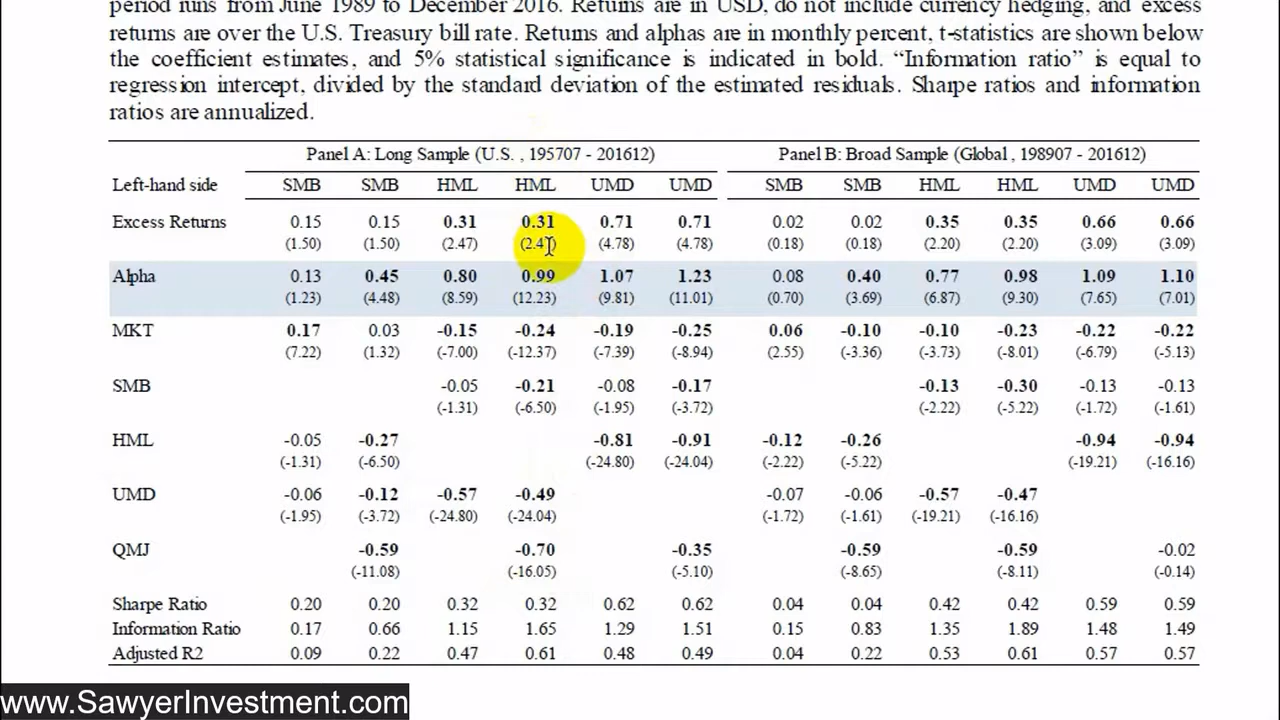 period runs from June 1989 to December 2016. Returns are in USD, do not include currency hedging, and excess
returns are over the U.S. Treasury bill rate. Returns and alphas are in monthly percent, t-statistics are shown below
the coefficient estimates, and 5% statistical significance is indicated in bold. “Information ratio” is equal to
regression intercept, divided by the standard deviation of the estimated residuals. Sharpe ratios and information
ratios are annualized.
Panel A: Long Sample (U.S. , 195707 - 201612) Panel B: Broad Sample (Global , 198907 - 201612)
Left-hand side SMB SMB HML HML UMD UMD SMB SMB HML HML UMD UMD
Excess Returns 0.15 0.15 0.31 0.31 0.71 0.71 0.02 0.02 0.35 0.35 0.66 0.66
(1.50) (1.50) (2.47) (2.47) (4.78) (4.78) (0.18) (0.18) (2.20) (2.20) (3.09) (3.09)
Alpha 0.13 0.45 0.80 0.99 1.07 1.23 0.08 0.40 0.77 0.98 1.09 1.10
(1.23) (4.48) (8.59) (12.23) (9.81) (11.01) (0.70) (3.69) (6.87) (9.30) (7.65) (7.01)
MKT 0.17 0.03 -0.15 -0.24 -0.19 -0.25 0.06 -0.10 -0.10 -0.23 -0.22 -0.22
(7.22) (1.32) (-7.00) (-12.37) (-7.39) (-8.94) (2.55) (-3.36) (-3.73) (-8.01) (-6.79) (-5.13)
SMB -0.05 -0.21 -0.08 -0.17 -0.13 -0.30 -0.13 -0.13
(-1.31) (-6.50) (-1.95) (-3.72) (-2.22) (-5.22) (-1.72) (-1.61)
HML -0.05 -0.27 -0.81 -0.91 -0.12 -0.26 -0.94 -0.94
(-1.31) (-6.50) (-24.80) (-24.04) (-2.22) (-5.22) (-19.21) (-16.16)
UMD -0.06 -0.12 -0.57 -0.49 -0.07 -0.06 -0.57 -0.47
(-1.95) (-3.72) (-24.80) (-24.04) (-1.72) (-1.61) (-19.21) (-16.16)
QMJ -0.59 -0.70 -0.35 -0.59 -0.59 -0.02
(-11.08) (-16.05) (-5.10) (-8.65) (-8.11) (-0.14)
Sharpe Ratio 0.20 0.20 0.32 0.32 0.62 0.62 0.04 0.04 0.42 0.42 0.59 0.59
Information Ratio 0.17 0.66 1.15 1.65 1.29 1.51 0.15 0.83 1.35 1.89 1.48 1.49
Adjusted R2 0.09 0.22 0.47 0.61 0.48 0.49 0.04 0.22 0.53 0.61 0.57 0.57
www.SawyerInvestment.com